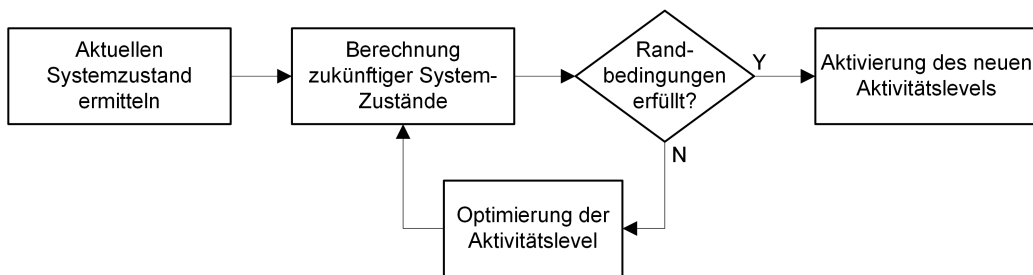 Aktuellen
Systemzustand
ermitteln
Berechnung
zukünftiger System-
Zustände
Rand-
bedingungen
erfüllt?
Y
Aktivierung des neuen
Aktivitätslevels
N
Optimierung der
Aktivitätslevel